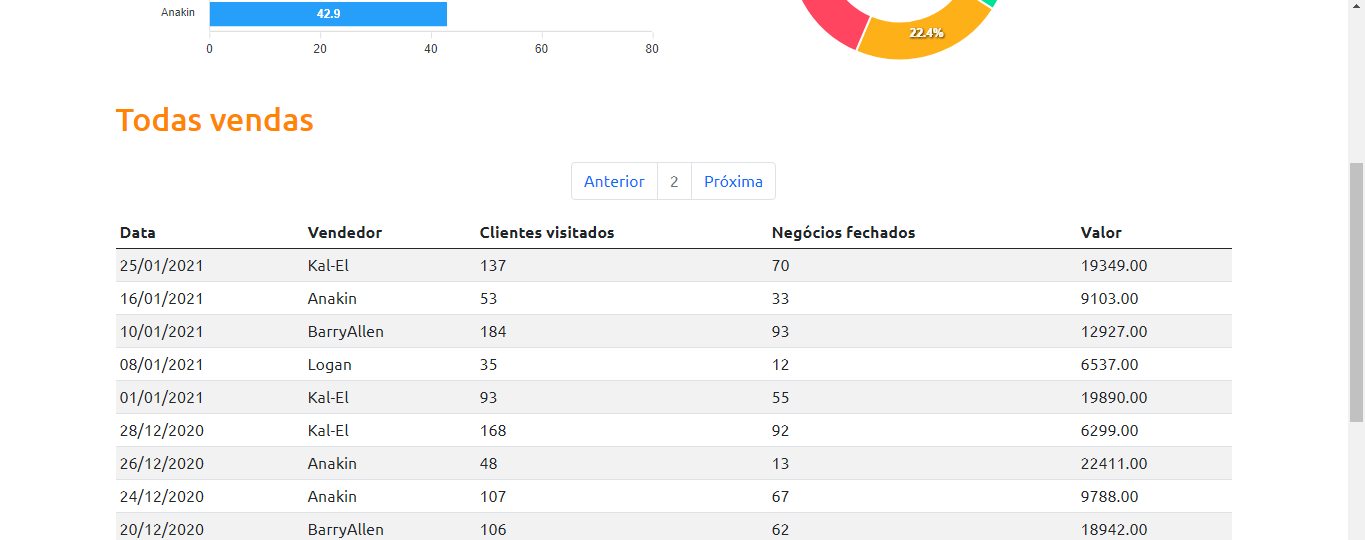 Anakin 42.9
0 20 40 60 80
22.4%
Todas vendas
Anterior 2 Próxima
Data Vendedor Clientes visitados Negócios fechados Valor
25/01/2021 Kal-El 137 70 19349.00
16/01/2021 Anakin 53 33 9103.00
10/01/2021 BarryAllen 184 93 12927.00
08/01/2021 Logan 35 12 6537.00
01/01/2021 Kal-El 93 55 19890.00
28/12/2020 Kal-El 168 92 6299.00
26/12/2020 Anakin 48 13 22411.00
24/12/2020 Anakin 107 67 9788.00
20/12/2020 BarryAllen 106 62 18942.00